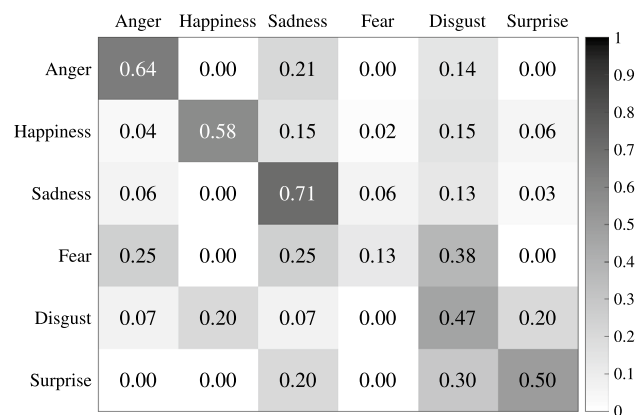 Anger Happiness Sadness Fear Disgust Surprise
1
Anger 0.64 0.00 0.21 0.00 0.14 0.00
0.9
0.8
Happiness 0.04 0.58 0.15 0.02 0.15 0.06
0.7
Sadness 0.06 0.00 0.71 0.06 0.13 0.03
0.6
0.5
Fear 0.25 0.00 0.25 0.13 0.38 0.00
0.4
0.3
Disgust 0.07 0.20 0.07 0.00 0.47 0.20
0.2
Surprise 0.00 0.00 0.20 0.00 0.30 0.50
0.1
0